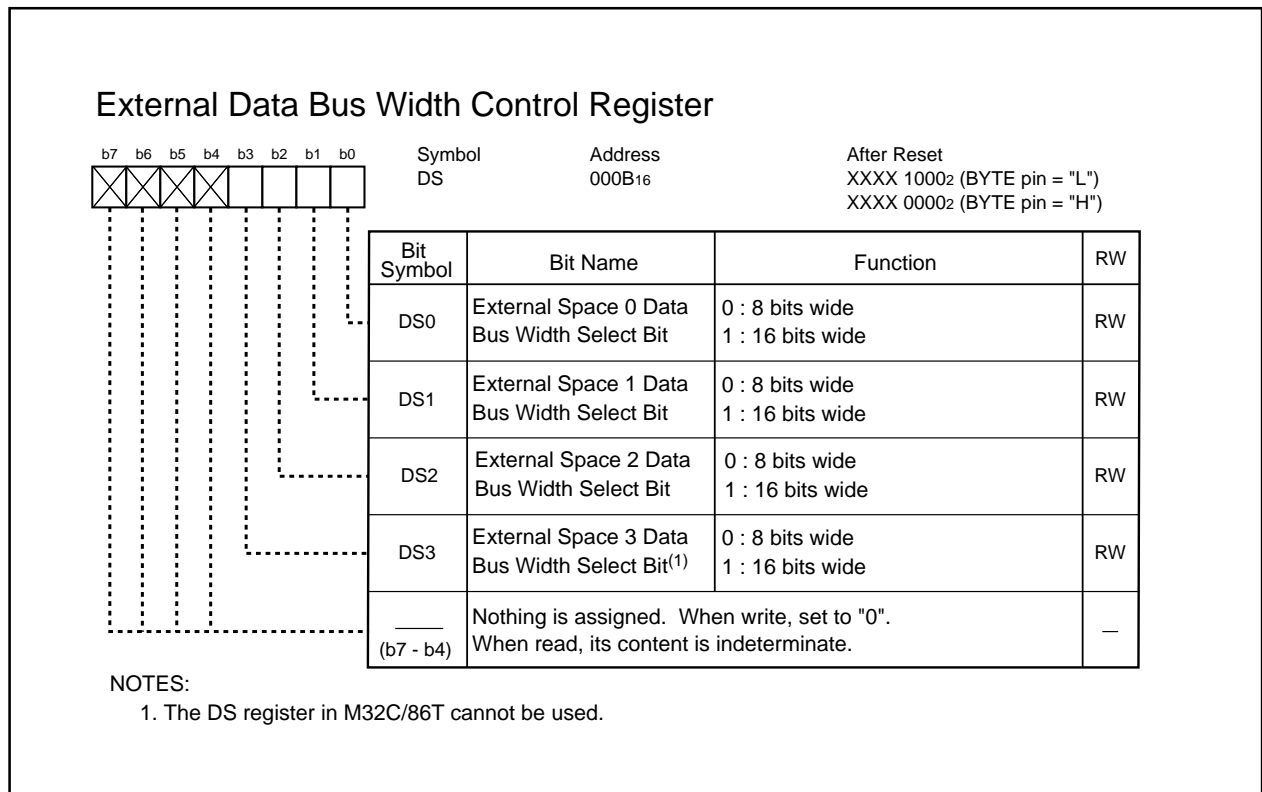 External Data Bus Width Control Register
b7 b6 b5 b4 b3 b2 b1 b0
Symbol Address After Reset
DS 000B16 XXXX 10002 (BYTE pin = "L")
XXXX 00002 (BYTE pin = "H")
Bit Symbol Bit Name Function RW
DS0 External Space 0 Data Bus Width Select Bit 0 : 8 bits wide 1 : 16 bits wide RW
DS1 External Space 1 Data Bus Width Select Bit 0 : 8 bits wide 1 : 16 bits wide RW
DS2 External Space 2 Data Bus Width Select Bit 0 : 8 bits wide 1 : 16 bits wide RW
DS3 External Space 3 Data Bus Width Select Bit(1) 0 : 8 bits wide 1 : 16 bits wide RW
Nothing is assigned. When write, set to "0".
(b7 - b4) When read, its content is indeterminate. —
NOTES:
1. The DS register in M32C/86T cannot be used.